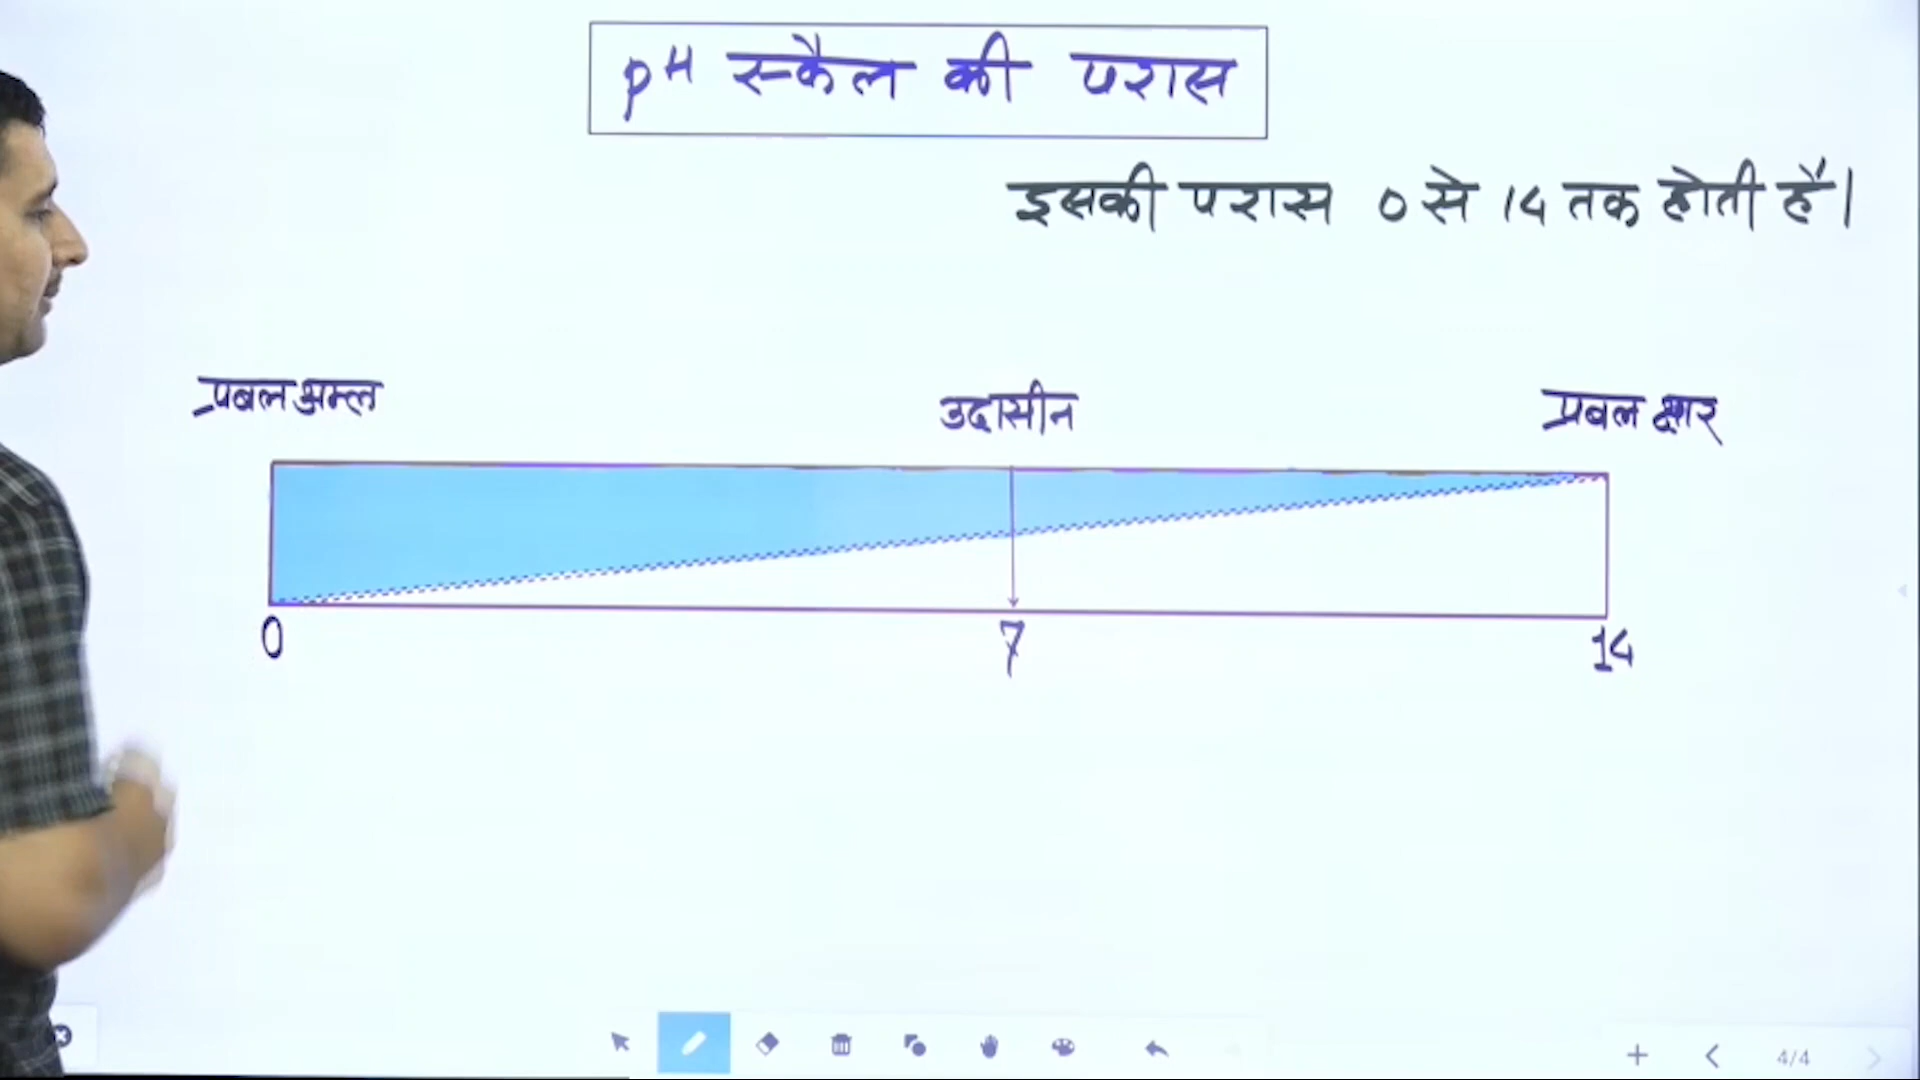 pH स्कैल की परास
इसकी परास 0 से 14 तक होती है।
प्रबल अम्ल उदासीन प्रबल क्षार
0 7 14
4/4